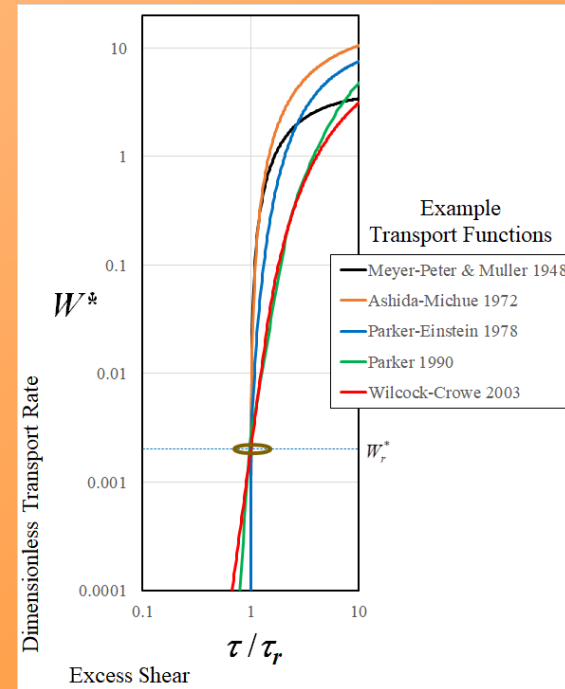 10
1
0.1
0.01
0.001
0.0001
W*
Dimensionless Transport Rate
0.1
1
10
τ / τr
Excess Shear
Example
Transport Functions
Meyer-Peter & Muller 1948
Ashida-Michue 1972
Parker-Einstein 1978
Parker 1990
Wilcock-Crowe 2003
Wr*